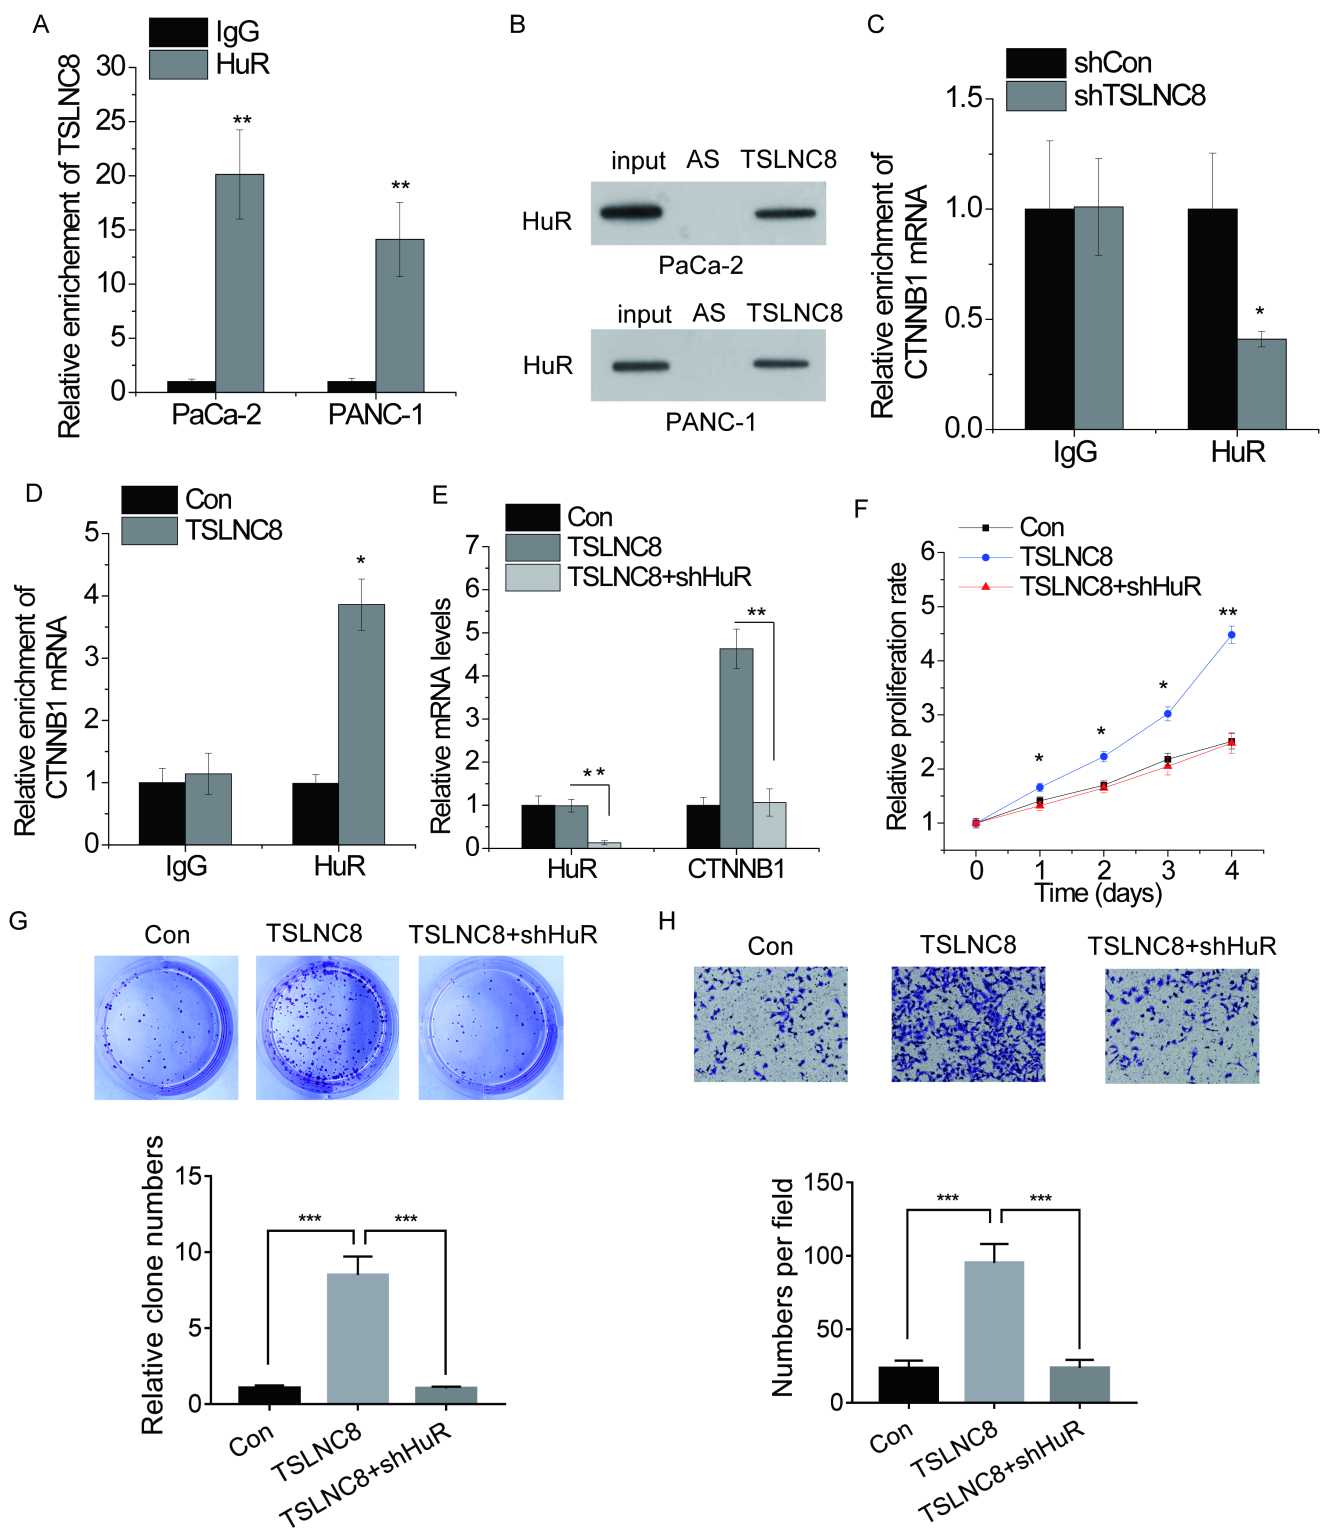 A
IgG
HuR
Relative enrichement of TSLNC8
30
25
20
15
10
5
0
**
**
PaCa-2
PANC-1
B
input AS TSLNC8
HuR
PaCa-2
input AS TSLNC8
HuR
PANC-1
C
shCon
shTSLNC8
Relative enrichment of
CTNNB1 mRNA
1.5
1.0
0.5
0.0
*
IgG
HuR
D
Con
TSLNC8
Relative enrichment of
CTNNB1 mRNA
5
4
3
2
1
0
*
IgG
HuR
E
Con
TSLNC8
TSLNC8+shHuR
Relative mRNA levels
7
6
5
4
3
2
1
0
**
**
HuR
CTNNB1
F
Con
TSLNC8
TSLNC8+shHuR
Relative proliferation rate
6
5
4
3
2
1
*
*
*
**
0 1 2 3 4
Time (days)
G
Con
TSLNC8
TSLNC8+shHuR
Relative clone numbers
15
10
5
0
***
***
Con
TSLNC8
TSLNC8+shHuR
H
Con
TSLNC8
TSLNC8+shHuR
Numbers per field
150
100
50
0
***
***
Con
TSLNC8
TSLNC8+shHuR